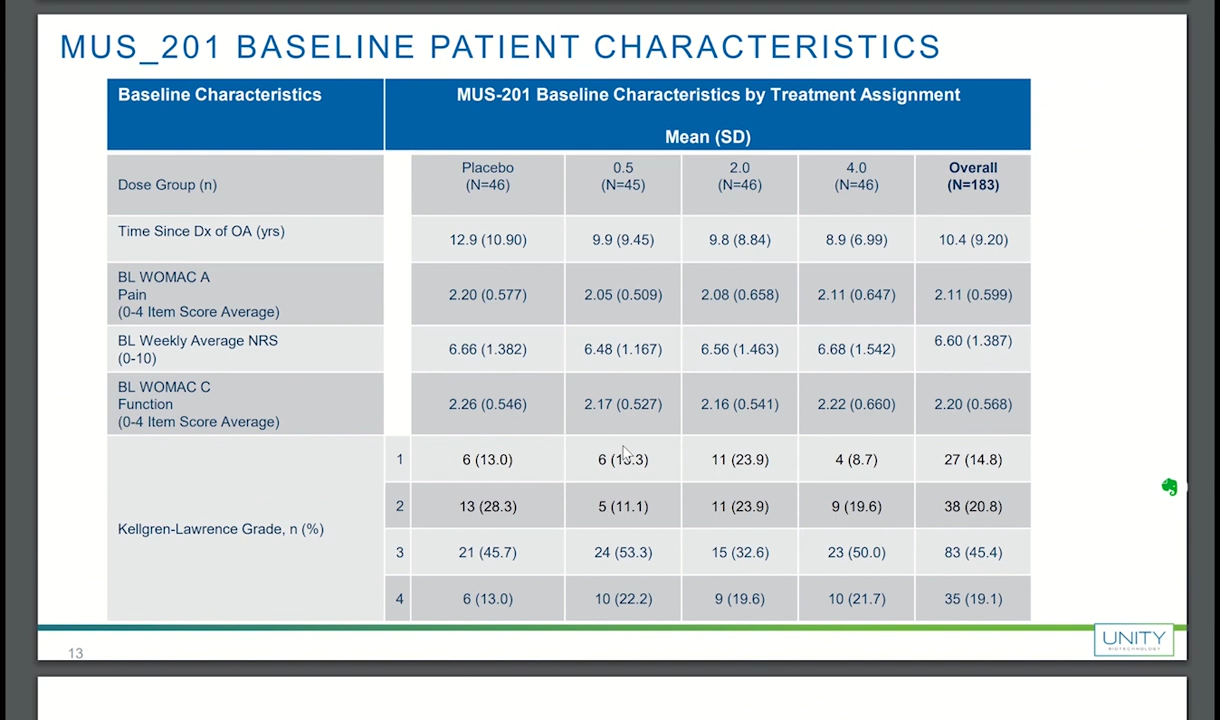 MUS_201 BASELINE PATIENT CHARACTERISTICS
Baseline Characteristics
MUS-201 Baseline Characteristics by Treatment Assignment
Mean (SD)
Dose Group (n)
Placebo (N=46)
0.5 (N=45)
2.0 (N=46)
4.0 (N=46)
Overall (N=183)
Time Since Dx of OA (yrs)
12.9 (10.90)
9.9 (9.45)
9.8 (8.84)
8.9 (6.99)
10.4 (9.20)
BL WOMAC A
Pain
(0-4 Item Score Average)
2.20 (0.577)
2.05 (0.509)
2.08 (0.658)
2.11 (0.647)
2.11 (0.599)
BL Weekly Average NRS
(0-10)
6.66 (1.382)
6.48 (1.167)
6.56 (1.463)
6.68 (1.542)
6.60 (1.387)
BL WOMAC C
Function
(0-4 Item Score Average)
2.26 (0.546)
2.17 (0.527)
2.16 (0.541)
2.22 (0.660)
2.20 (0.568)
Kellgren-Lawrence Grade, n (%)
1
6 (13.0)
6 (13.3)
11 (23.9)
4 (8.7)
27 (14.8)
2
13 (28.3)
5 (11.1)
11 (23.9)
9 (19.6)
38 (20.8)
3
21 (45.7)
24 (53.3)
15 (32.6)
23 (50.0)
83 (45.4)
4
6 (13.0)
10 (22.2)
9 (19.6)
10 (21.7)
35 (19.1)
13
UNITY
BIOTECHNOLOGY